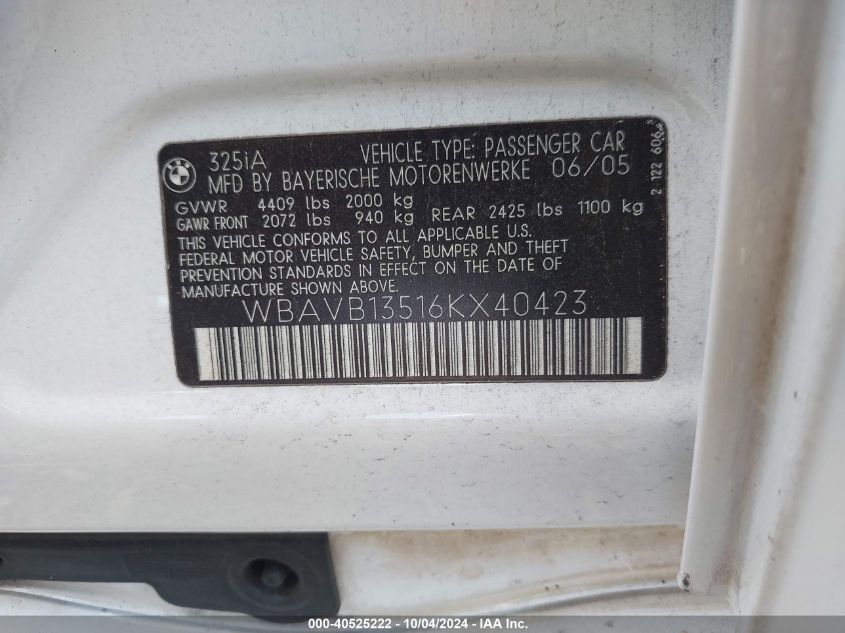 325iA VEHICLE TYPE: PASSENGER CAR
MFD BY BAYERISCHE MOTORENWERKE 06/05
GVWR 4409 lbs 2000 kg
GAWR FRONT 2072 lbs 940 kg REAR 2425 lbs 1100 kg
THIS VEHICLE CONFORMS TO ALL APPLICABLE U.S.
FEDERAL MOTOR VEHICLE SAFETY, BUMPER AND THEFT
PREVENTION STANDARDS IN EFFECT ON THE DATE OF
MANUFACTURE SHOWN ABOVE.
WBAVB13516KX40423
2 122 606
000-40525222 - 10/04/2024 - IAA Inc.